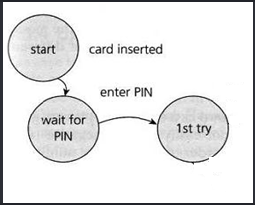 start
card inserted
enter PIN
wait for
PIN
1st try